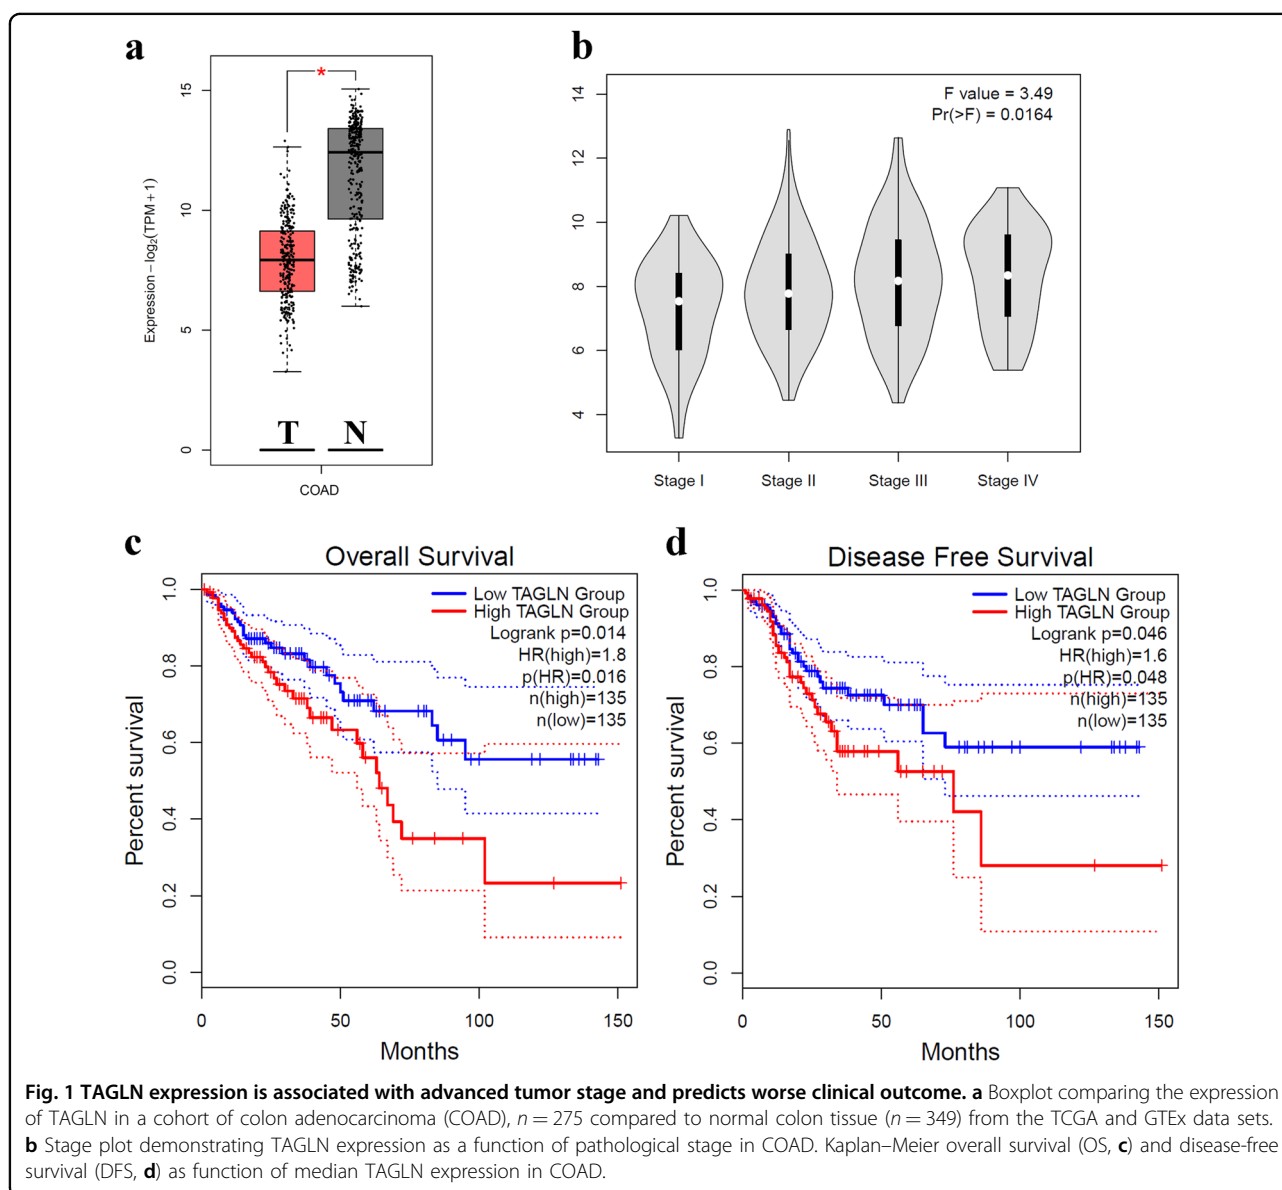 a
*
15
10
5
0
Expression – log₂(TPM + 1)
T N
COAD
b
F value = 3.49
Pr(>F) = 0.0164
14
12
10
8
6
4
Stage I Stage II Stage III Stage IV
c
Overall Survival
Low TAGLN Group
High TAGLN Group
Logrank p=0.014
HR(high)=1.8
p(HR)=0.016
n(high)=135
n(low)=135
1.0
0.8
0.6
0.4
0.2
0.0
Percent survival
0 50 100 150
Months
d
Disease Free Survival
Low TAGLN Group
High TAGLN Group
Logrank p=0.046
HR(high)=1.6
p(HR)=0.048
n(high)=135
n(low)=135
1.0
0.8
0.6
0.4
0.2
0.0
Percent survival
0 50 100 150
Months
Fig. 1 TAGLN expression is associated with advanced tumor stage and predicts worse clinical outcome. a Boxplot comparing the expression
of TAGLN in a cohort of colon adenocarcinoma (COAD), n = 275 compared to normal colon tissue (n = 349) from the TCGA and GTEx data sets.
b Stage plot demonstrating TAGLN expression as a function of pathological stage in COAD. Kaplan–Meier overall survival (OS, c) and disease-free
survival (DFS, d) as function of median TAGLN expression in COAD.